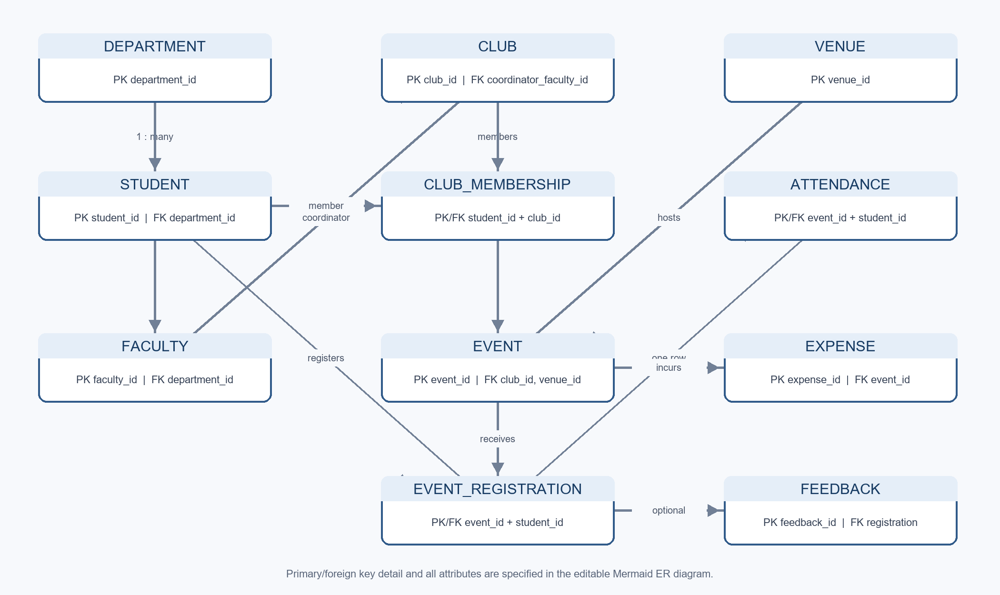 DEPARTMENT
PK department_id
CLUB
PK club_id | FK coordinator_faculty_id
VENUE
PK venue_id
1 : many
members
STUDENT
PK student_id | FK department_id
member
coordinator
CLUB_MEMBERSHIP
PK/FK student_id + club_id
hosts
ATTENDANCE
PK/FK event_id + student_id
FACULTY
PK faculty_id | FK department_id
registers
EVENT
PK event_id | FK club_id, venue_id
one row
incurs
EXPENSE
PK expense_id | FK event_id
receives
EVENT_REGISTRATION
PK/FK event_id + student_id
optional
FEEDBACK
PK feedback_id | FK registration
Primary/foreign key detail and all attributes are specified in the editable Mermaid ER diagram.